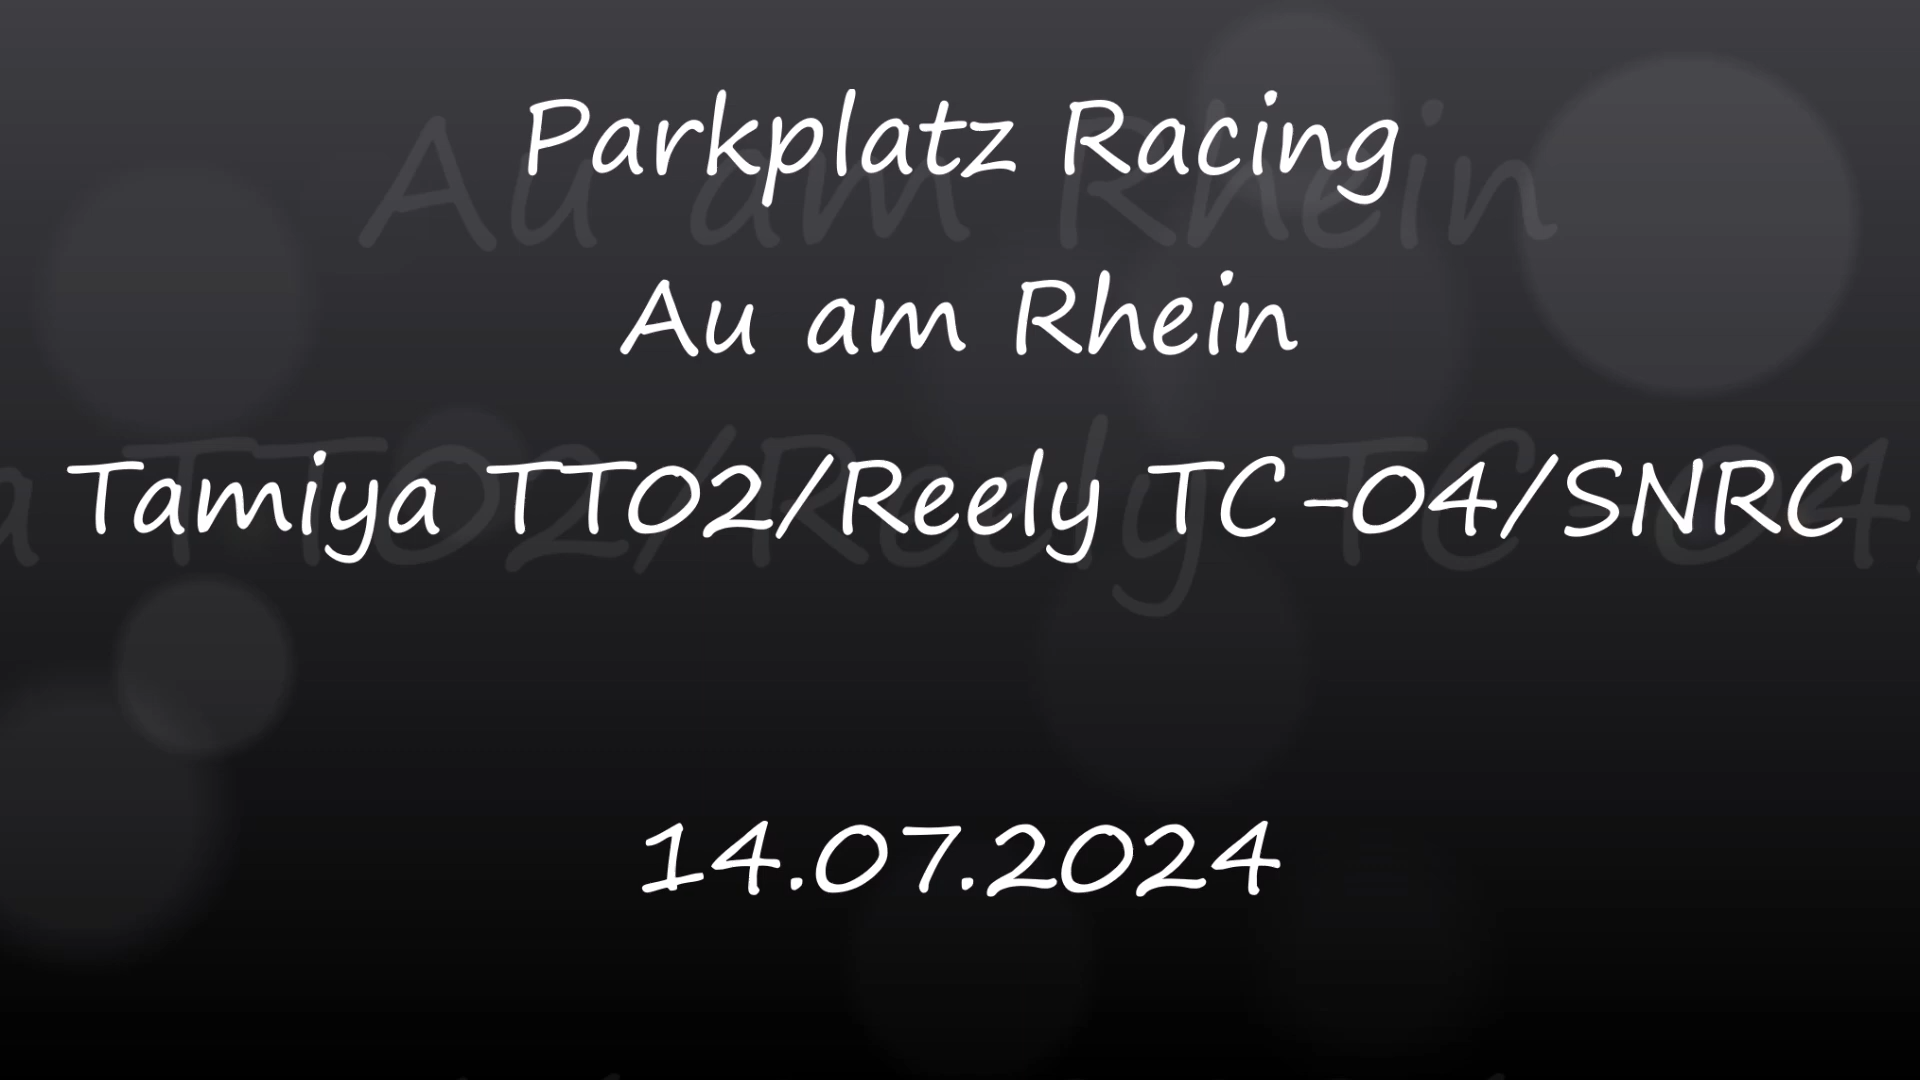 Parkplatz Racing
Au am Rhein
Tamiya TT02/Reely TC-04/SNRC
14.07.2024